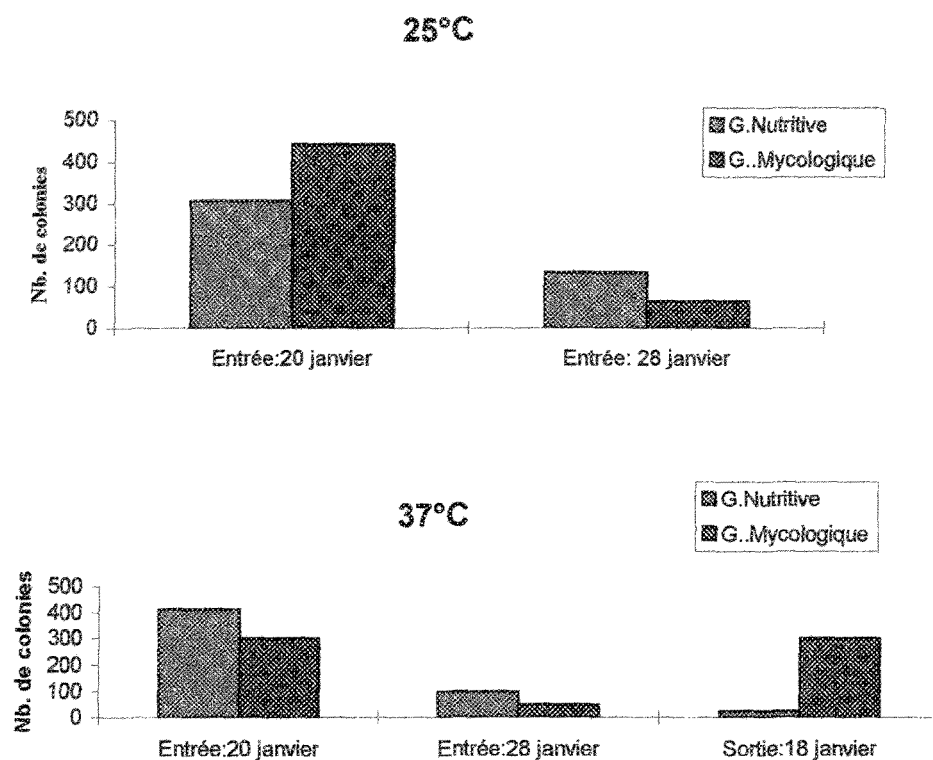 25°C
G.Nutritive
G..Mycologique
Nb. de colonies
500
400
300
200
100
0
Entrée:20 janvier
Entrée: 28 janvier
37°C
G.Nutritive
G..Mycologique
Nb. de colonies
500
400
300
200
100
0
Entrée:20 janvier
Entrée:28 janvier
Sortie:18 janvier